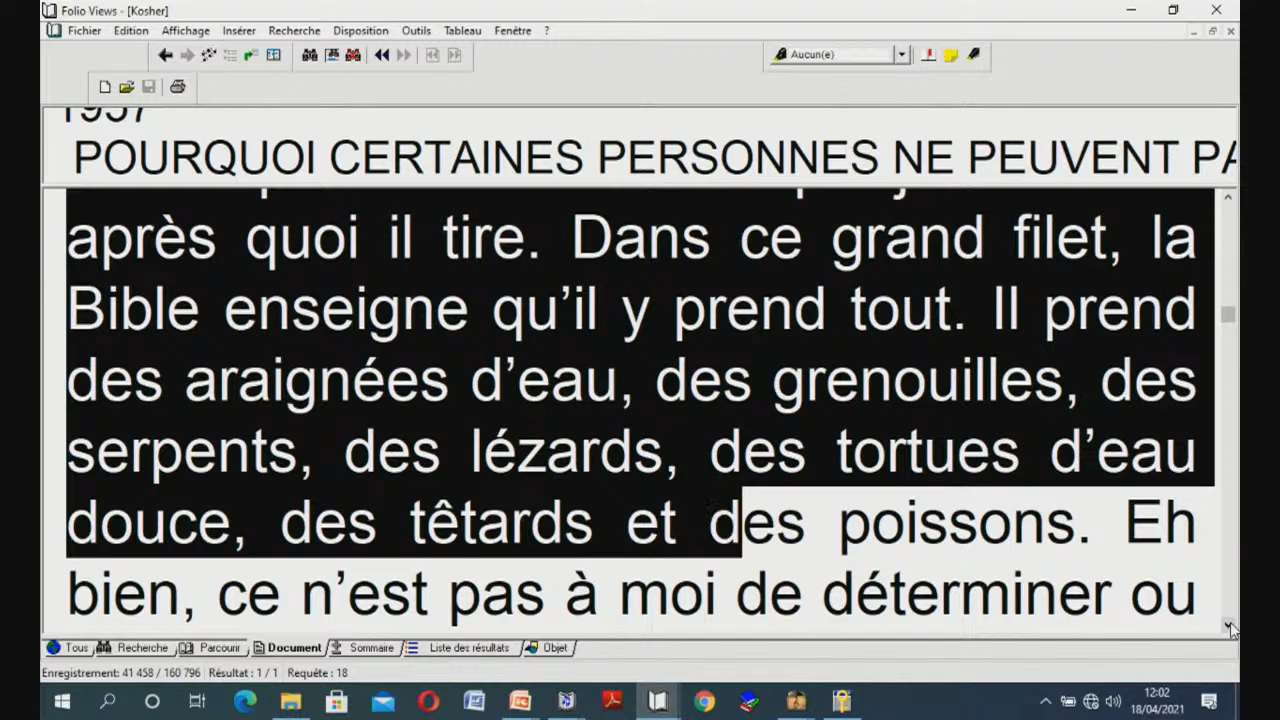 Folio Views - [Kosher]
Fichier Edition Affichage Insérer Recherche Disposition Outils Tableau Fenêtre ?
Aucun(e)
1957
POURQUOI CERTAINES PERSONNES NE PEUVENT PA
après quoi il tire. Dans ce grand filet, la
Bible enseigne qu’il y prend tout. Il prend
des araignées d’eau, des grenouilles, des
serpents, des lézards, des tortues d’eau
douce, des têtards et des poissons. Eh
bien, ce n’est pas à moi de déterminer ou
Tous Recherche Parcourir Document Sommaire Liste des résultats Objet
Enregistrement: 41 458 / 160 796 Résultat : 1 / 1 Requête : 18
12:02
18/04/2021